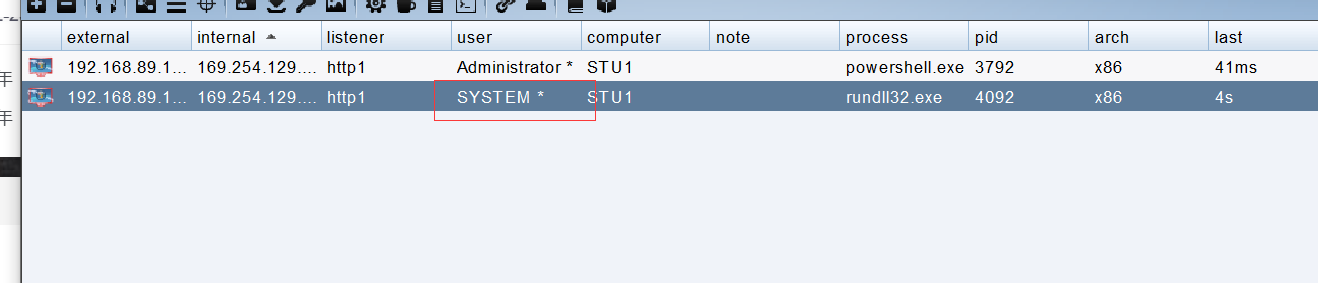 external internal listener user computer note process pid arch last
年
192.168.89.1... 169.254.129.... http1 Administrator * STU1 powershell.exe 3792 x86 41ms
192.168.89.1... 169.254.129.... http1 SYSTEM * STU1 rundll32.exe 4092 x86 4s
年